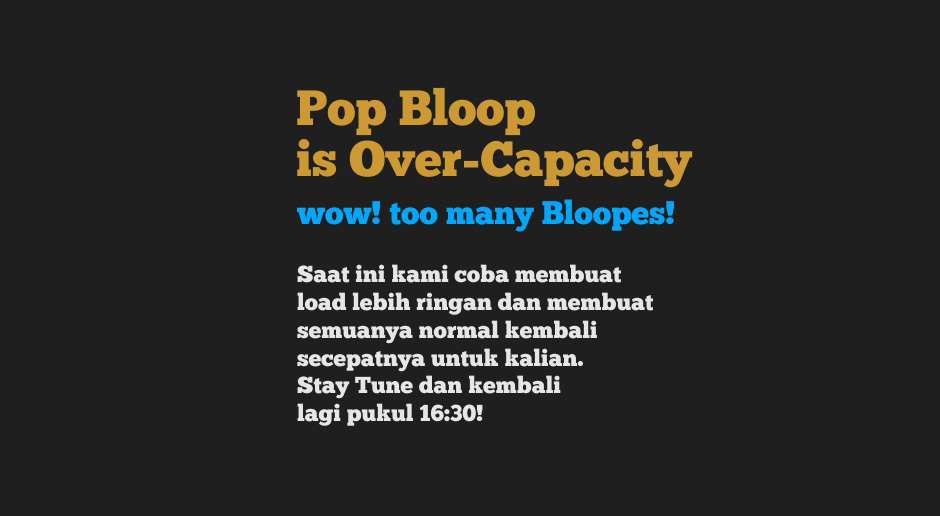 Pop Bloop
is Over-Capacity
wow! too many Bloopes!
Saat ini kami coba membuat
load lebih ringan dan membuat
semuanya normal kembali
secepatnya untuk kalian.
Stay Tune dan kembali
lagi pukul 16:30!